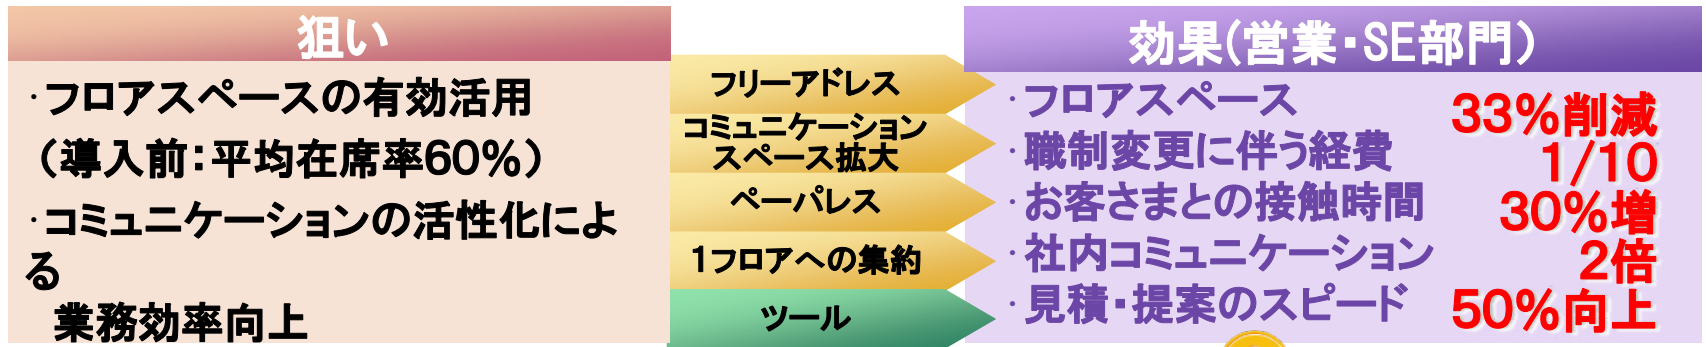 狙い
・フロアスペースの有効活用
（導入前：平均在席率60％）
・コミュニケーションの活性化によ
る
業務効率向上
フリーアドレス
コミュニケーション
スペース拡大
ペーパレス
1フロアへの集約
ツール
効果（営業・SE部門）
・フロアスペース 33％削減
・職制変更に伴う経費 1/10
・お客さまとの接触時間 30％増
・社内コミュニケーション 2倍
・見積・提案のスピード 50％向上